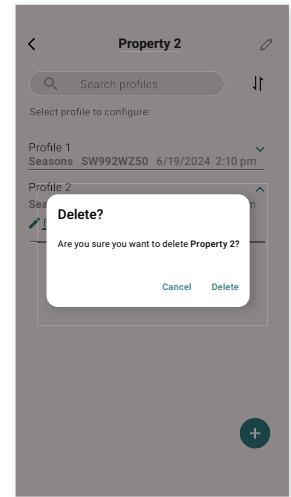 Property 2
Search profiles
Select profile to configure:
Profile 1
Seasons SW992WZ50 6/19/2024 2:10 pm
Profile 2
Delete?
Are you sure you want to delete Property 2?
Cancel Delete